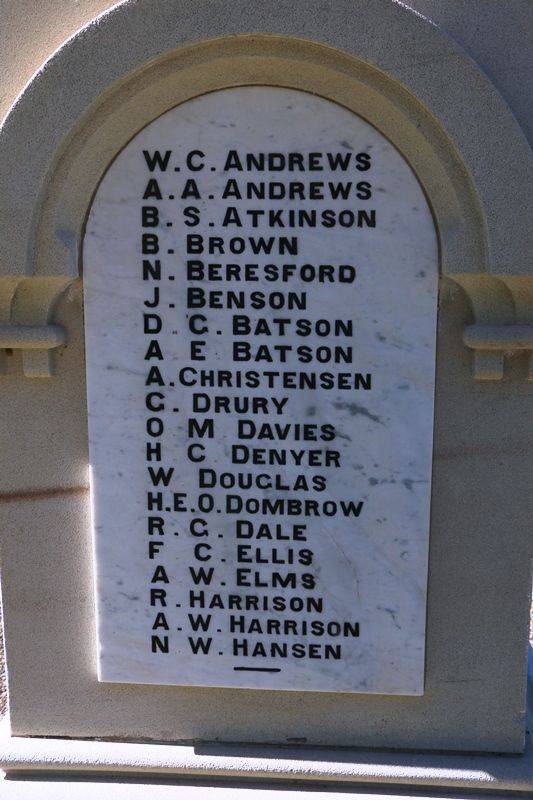 W. C. ANDREWS
A. A. ANDREWS
B. S. ATKINSON
B. BROWN
N. BERESFORD
J. BENSON
D. G. BATSON
A E BATSON
A. CHRISTENSEN
G. DRURY
O M DAVIES
H C DENYER
W DOUGLAS
H. E. O. DOMBROW
R. G. DALE
F C. ELLIS
A W. ELMS
R. HARRISON
A. W. HARRISON
N W. HANSEN